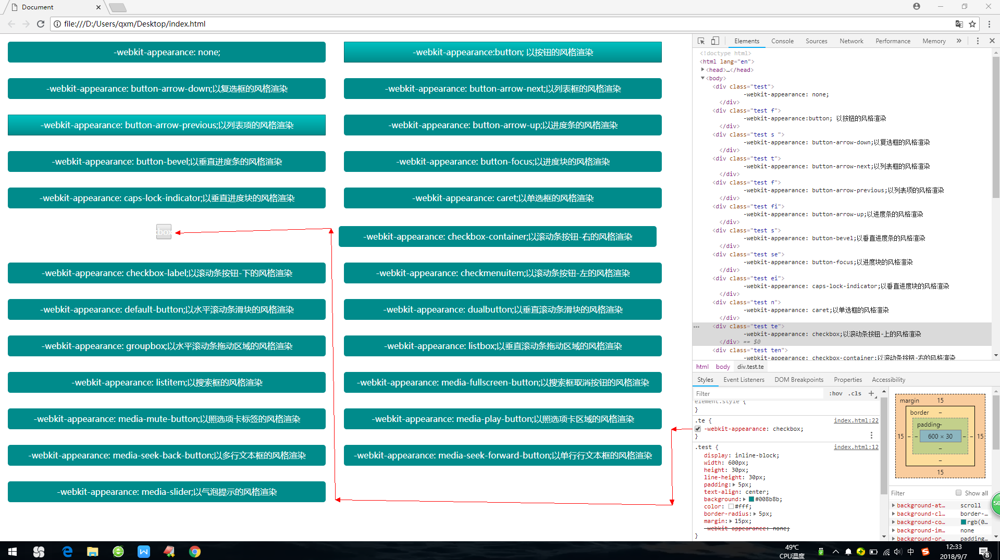 Document
file:///D:/Users/qxm/Desktop/index.html
-webkit-appearance: none;
-webkit-appearance:button; 以按钮的风格渲染
-webkit-appearance: button-arrow-down;以复选框的风格渲染
-webkit-appearance: button-arrow-next;以列表框的风格渲染
-webkit-appearance: button-arrow-previous;以列表项的风格渲染
-webkit-appearance: button-arrow-up;以进度条的风格渲染
-webkit-appearance: button-bevel;以垂直进度条的风格渲染
-webkit-appearance: button-focus;以进度块的风格渲染
-webkit-appearance: caps-lock-indicator;以垂直进度块的风格渲染
-webkit-appearance: caret;以单选框的风格渲染
box
-webkit-appearance: checkbox-container;以滚动条按钮-右的风格渲染
-webkit-appearance: checkbox-label;以滚动条按钮-下的风格渲染
-webkit-appearance: checkmenuitem;以滚动条按钮-左的风格渲染
-webkit-appearance: default-button;以水平滚动条滑块的风格渲染
-webkit-appearance: dualbutton;以垂直滚动条滑块的风格渲染
-webkit-appearance: groupbox;以水平滚动条拖动区域的风格渲染
-webkit-appearance: listbox;以垂直滚动条拖动区域的风格渲染
-webkit-appearance: listitem;以搜索框的风格渲染
-webkit-appearance: media-fullscreen-button;以搜索框取消按钮的风格渲染
-webkit-appearance: media-mute-button;以照选项卡标签的风格渲染
-webkit-appearance: media-play-button;以照选项卡区域的风格渲染
-webkit-appearance: media-seek-back-button;以多行文本框的风格渲染
-webkit-appearance: media-seek-forward-button;以单行行文本框的风格渲染
-webkit-appearance: media-slider;以气泡提示的风格渲染
Elements Console Sources Network Performance Memory »
<!doctype html>
<html lang="en">
<head>…</head>
<body>
<div class="test">
-webkit-appearance: none;
</div>
<div class="test f">
-webkit-appearance:button; 以按钮的风格渲染
</div>
<div class="test s ">
-webkit-appearance: button-arrow-down;以复选框的风格渲染
</div>
<div class="test t">
-webkit-appearance: button-arrow-next;以列表框的风格渲染
</div>
<div class="test f">
-webkit-appearance: button-arrow-previous;以列表项的风格渲染
</div>
<div class="test fi">
-webkit-appearance: button-arrow-up;以进度条的风格渲染
</div>
<div class="test s">
-webkit-appearance: button-bevel;以垂直进度条的风格渲染
</div>
<div class="test se">
-webkit-appearance: button-focus;以进度块的风格渲染
</div>
<div class="test ei">
-webkit-appearance: caps-lock-indicator;以垂直进度块的风格渲染
</div>
<div class="test n">
-webkit-appearance: caret;以单选框的风格渲染
</div>
<div class="test te">
-webkit-appearance: checkbox;以滚动条按钮-上的风格渲染
</div> == $0
<div class="test ten">
-webkit-appearance: checkbox-container;以滚动条按钮-右的风格渲染
html body div.test.te
Styles Event Listeners DOM Breakpoints Properties Accessibility
Filter :hov .cls +
element.style {
}
.te { index.html:22
-webkit-appearance: checkbox;
}
.test { index.html:12
display: inline-block;
width: 600px;
height: 30px;
line-height: 30px;
padding: 5px;
text-align: center;
background: #008b8b;
color: #fff;
border-radius: 5px;
margin: 15px;
-webkit-appearance: none;
}
margin 15
border –
padding –
15 – – 600 × 30 – – 15
–
–
15
Filter Show all
background-at… scroll
background-cl… border-…
background-co… rgb(0…
background-im… none
background-or… padding…
50
49℃
CPU温度
中
12:33
2018/9/7
8